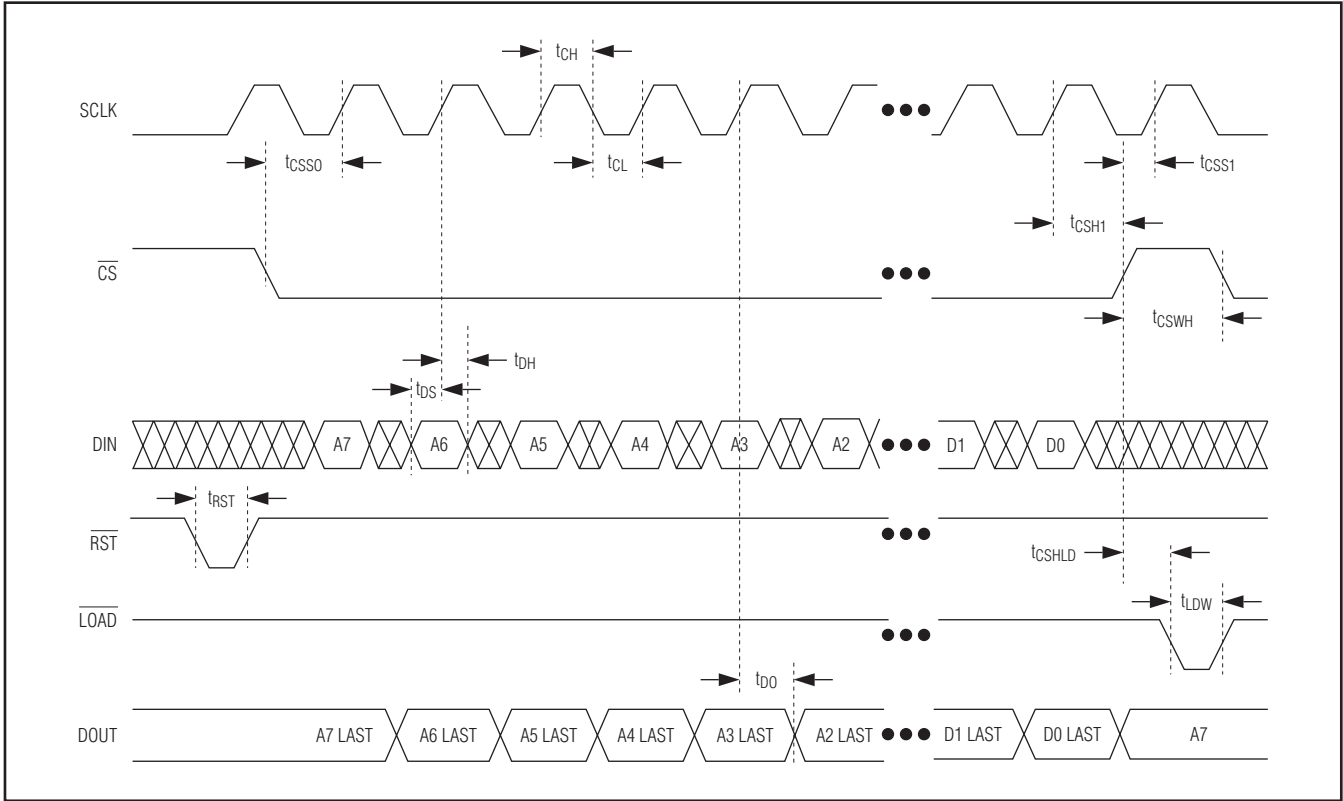 tCH
SCLK
tCSS0
tCL
tCSS1
tCSH1
CS
tCSWH
tDH
tDS
DIN A7 A6 A5 A4 A3 A2 D1 D0
tRST
RST
tCSHLD
tLDW
LOAD
tDO
DOUT A7 LAST A6 LAST A5 LAST A4 LAST A3 LAST A2 LAST D1 LAST D0 LAST A7